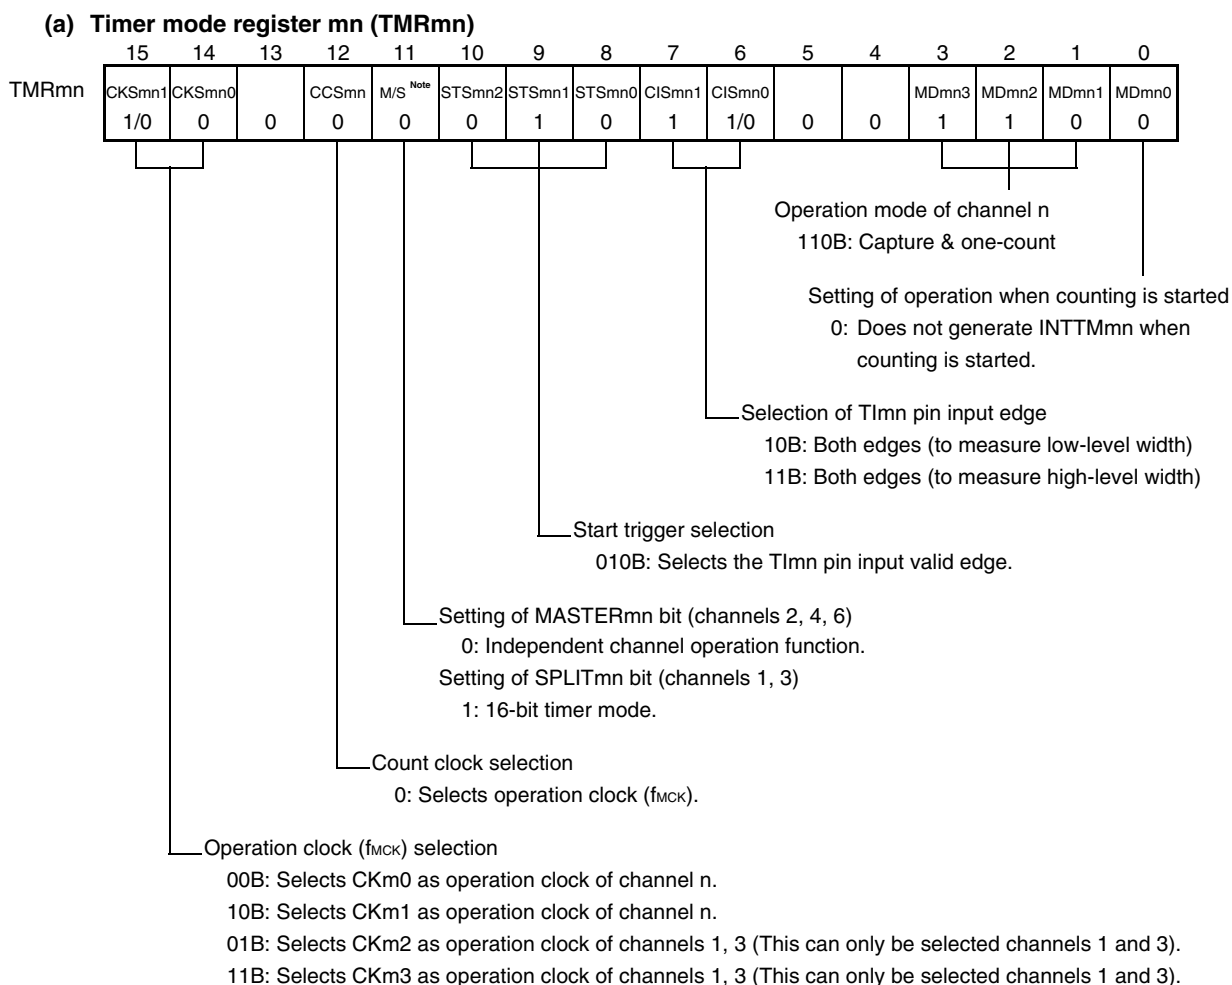 (a) Timer mode register mn (TMRmn)
15 14 13 12 11 10 9 8 7 6 5 4 3 2 1 0
TMRmn CKSmn1 CKSmn0 CCSmn M/S Note STSmn2 STSmn1 STSmn0 CISmn1 CISmn0 MDmn3 MDmn2 MDmn1 MDmn0
1/0 0 0 0 0 0 1 0 1 1/0 0 0 1 1 0 0
Operation mode of channel n
110B: Capture & one-count
Setting of operation when counting is started
0: Does not generate INTTMmn when
counting is started.
Selection of TImn pin input edge
10B: Both edges (to measure low-level width)
11B: Both edges (to measure high-level width)
Start trigger selection
010B: Selects the TImn pin input valid edge.
Setting of MASTERmn bit (channels 2, 4, 6)
0: Independent channel operation function.
Setting of SPLITmn bit (channels 1, 3)
1: 16-bit timer mode.
Count clock selection
0: Selects operation clock (fMCK).
Operation clock (fMCK) selection
00B: Selects CKm0 as operation clock of channel n.
10B: Selects CKm1 as operation clock of channel n.
01B: Selects CKm2 as operation clock of channels 1, 3 (This can only be selected channels 1 and 3).
11B: Selects CKm3 as operation clock of channels 1, 3 (This can only be selected channels 1 and 3).